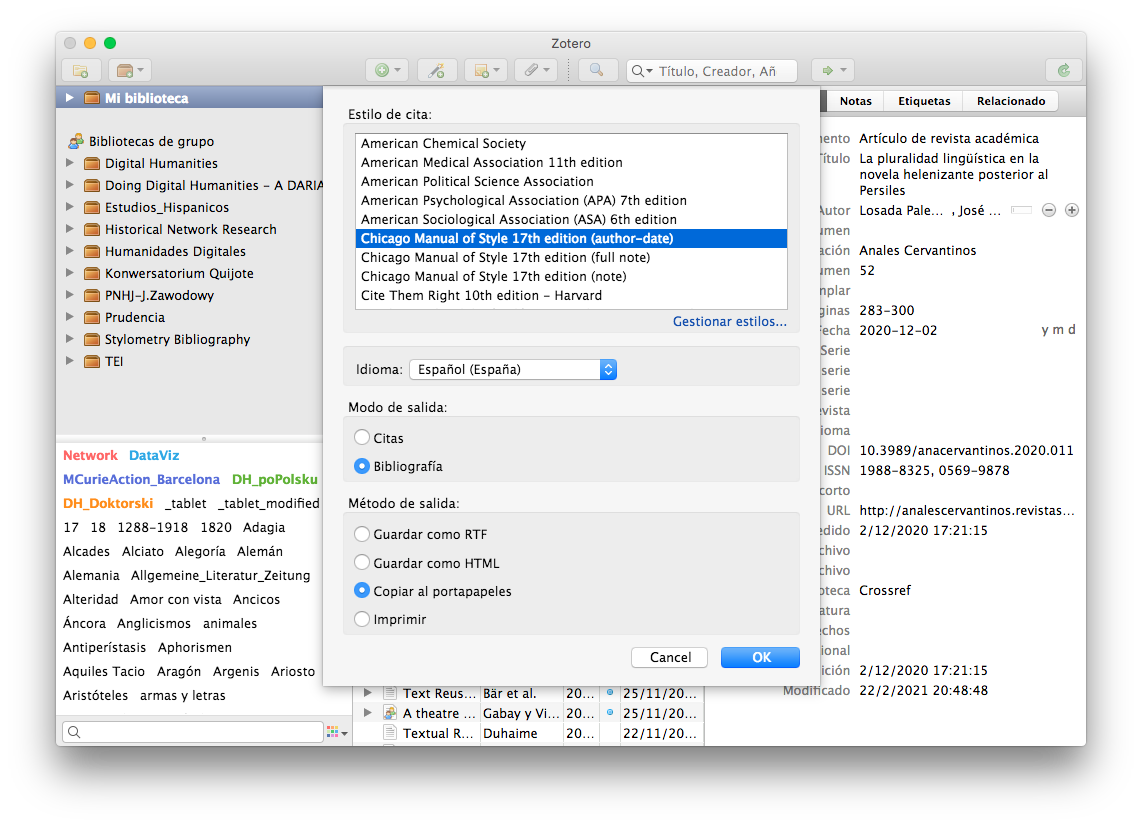 Zotero
Título, Creador, Añ
Mi biblioteca
Bibliotecas de grupo
Digital Humanities
Doing Digital Humanities – A DARIA
Estudios_Hispanicos
Historical Network Research
Humanidades Digitales
Konwersatorium Quijote
PNHJ-J.Zawodowy
Prudencia
Stylometry Bibliography
TEI
Network DataViz
MCurieAction_Barcelona DH_poPolsku
DH_Doktorski _tablet _tablet_modified
17 18 1288-1918 1820 Adagia
Alcades Alciato Alegoría Alemán
Alemania Allgemeine_Literatur_Zeitung
Alteridad Amor con vista Ancicos
Áncora Anglicismos animales
Antiperístasis Aphorismen
Aquiles Tacio Aragón Argenis Ariosto
Aristóteles armas y letras
Estilo de cita:
American Chemical Society
American Medical Association 11th edition
American Political Science Association
American Psychological Association (APA) 7th edition
American Sociological Association (ASA) 6th edition
Chicago Manual of Style 17th edition (author-date)
Chicago Manual of Style 17th edition (full note)
Chicago Manual of Style 17th edition (note)
Cite Them Right 10th edition – Harvard
Gestionar estilos...
Idioma: Español (España)
Modo de salida:
Citas
Bibliografía
Método de salida:
Guardar como RTF
Guardar como HTML
Copiar al portapapeles
Imprimir
Cancel OK
Text Reus... Bär et al. 20... 25/11/20...
A theatre ... Gabay y Vi... 20... 25/11/20...
Textual R... Duhaime 20... 22/11/20...
Notas Etiquetas Relacionado
ento Artículo de revista académica
Título La pluralidad lingüística en la
novela helenizante posterior al
Persiles
Autor Losada Pale... , José ...
umen
ación Anales Cervantinos
umen 52
mplar
ginas 283-300
Fecha 2020-12-02 y m d
Serie
serie
serie
evista
ioma
DOI 10.3989/anacervantinos.2020.011
ISSN 1988-8325, 0569-9878
corto
URL http://analescervantinos.revistas...
edido 2/12/2020 17:21:15
chivo
chivo
oteca Crossref
atura
echos
ional
ición 2/12/2020 17:21:15
Modificado 22/2/2021 20:48:48